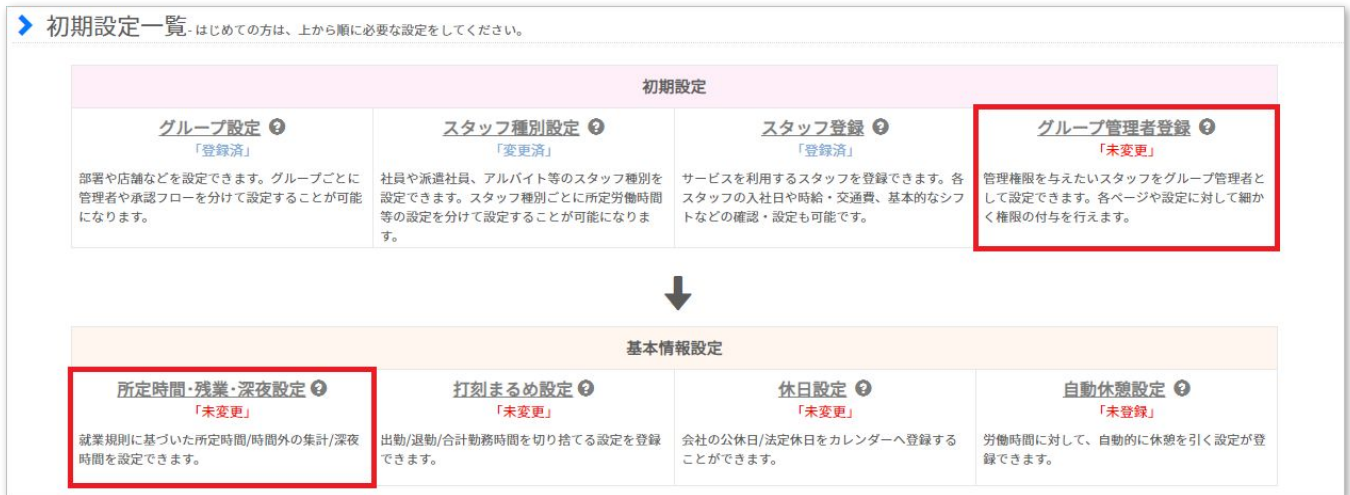 初期設定一覧 - はじめての方は、上から順に必要な設定をしてください。
初期設定
グループ設定 ?
「登録済」
部署や店舗などを設定できます。グループごとに
管理者や承認フローを分けて設定することが可能
になります。
スタッフ種別設定 ?
「変更済」
社員や派遣社員、アルバイト等のスタッフ種別を
設定できます。スタッフ種別ごとに所定労働時間
等の設定を分けて設定することが可能になりま
す。
スタッフ登録 ?
「登録済」
サービスを利用するスタッフを登録できます。各
スタッフの入社日や時給・交通費、基本的なシフ
トなどの確認・設定も可能です。
グループ管理者登録 ?
「未変更」
管理権限を与えたいスタッフをグループ管理者と
して設定できます。各ページや設定に対して細か
く権限の付与を行えます。
基本情報設定
所定時間・残業・深夜設定 ?
「未変更」
就業規則に基づいた所定時間/時間外の集計/深夜
時間を設定できます。
打刻まるめ設定 ?
「未変更」
出勤/退勤/合計勤務時間を切り捨てる設定を登録
できます。
休日設定 ?
「未変更」
会社の公休日/法定休日をカレンダーへ登録する
ことができます。
自動休憩設定 ?
「未登録」
労働時間に対して、自動的に休憩を引く設定が登
録できます。